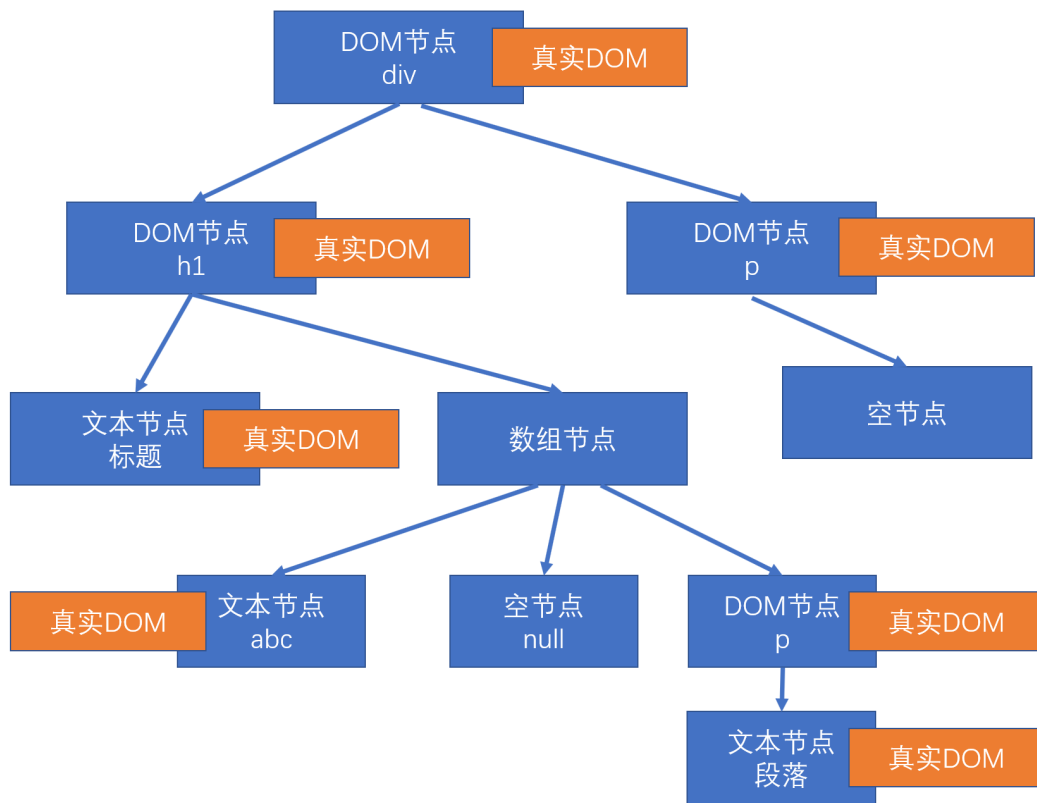 DOM节点
div
真实DOM
DOM节点
h1
真实DOM
DOM节点
p
真实DOM
文本节点
标题
真实DOM
数组节点
空节点
真实DOM
文本节点
abc
空节点
null
DOM节点
p
真实DOM
文本节点
段落
真实DOM